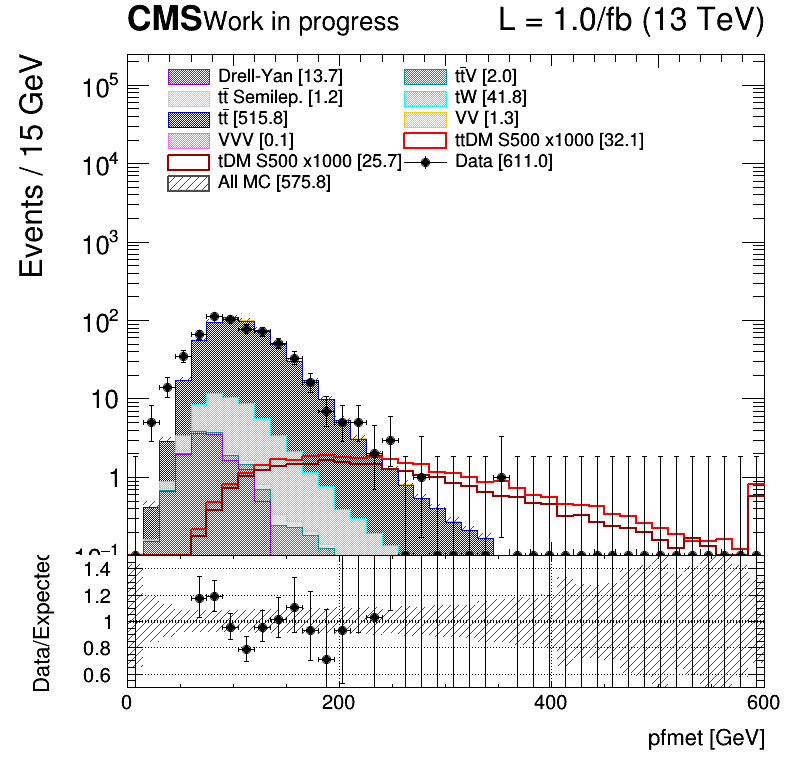 CMS Work in progress L = 1.0/fb (13 TeV)
Events / 15 GeV
Drell-Yan [13.7] tt̄V [2.0]
tt̄ Semilep. [1.2] tW [41.8]
tt̄ [515.8] VV [1.3]
VVV [0.1] ttDM S500 x1000 [32.1]
tDM S500 x1000 [25.7] Data [611.0]
All MC [575.8]
10⁵
10⁴
10³
10²
10
1
10⁻¹
Data/Expected
1.4
1.2
1
0.8
0.6
0 200 400 600
pfmet [GeV]